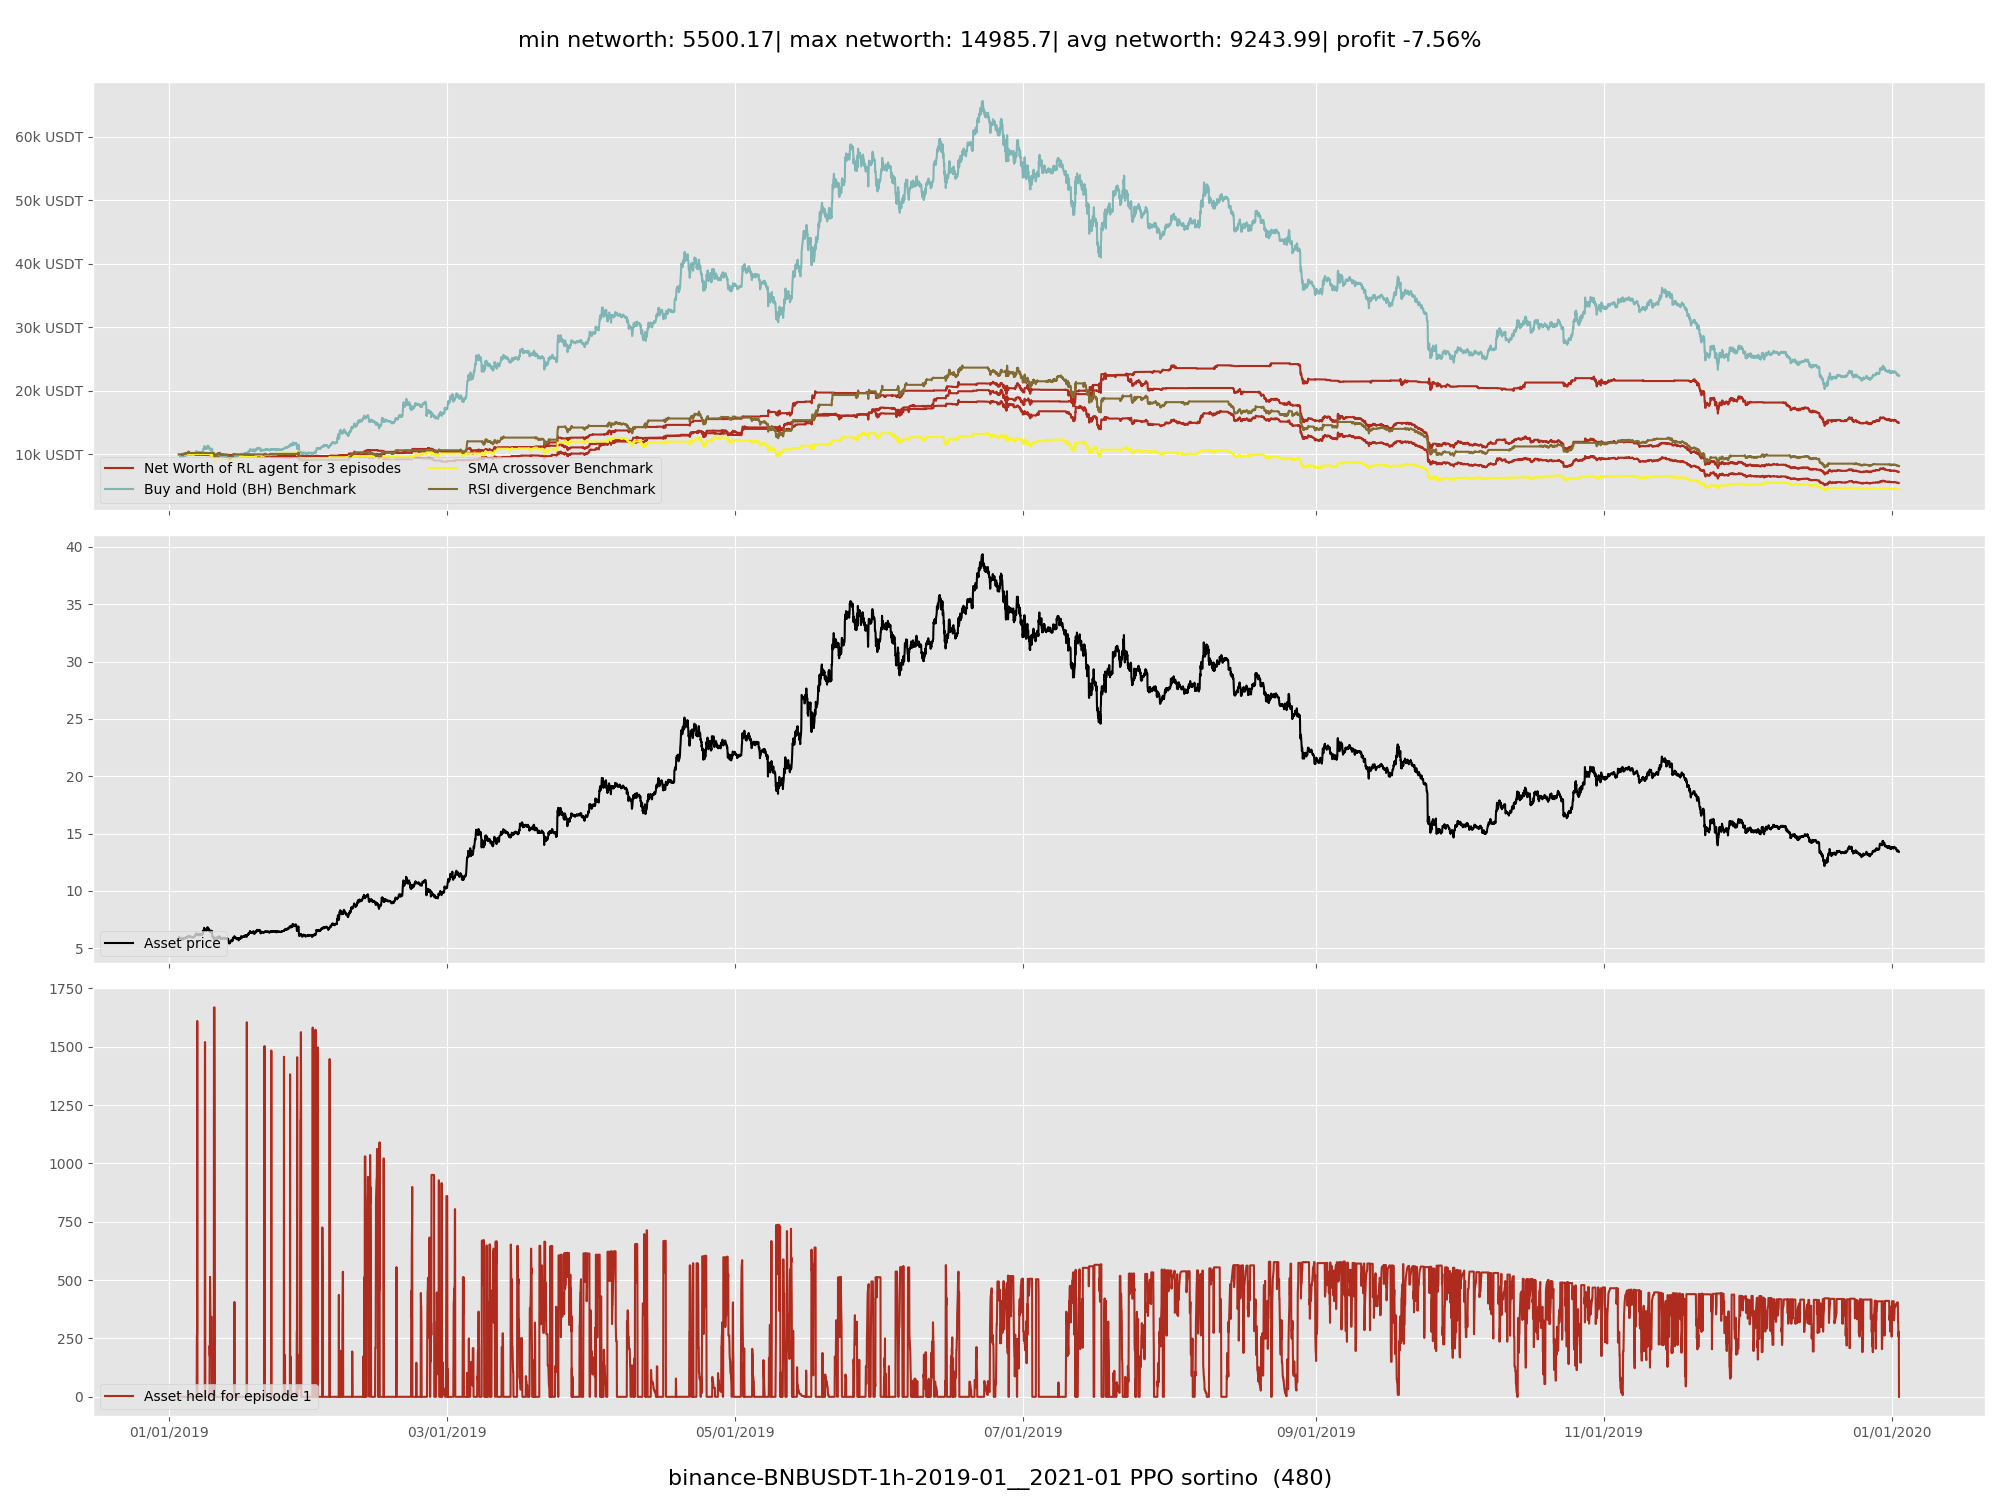 min networth: 5500.17| max networth: 14985.7| avg networth: 9243.99| profit -7.56%
60k USDT
50k USDT
40k USDT
30k USDT
20k USDT
10k USDT
Net Worth of RL agent for 3 episodes
Buy and Hold (BH) Benchmark
SMA crossover Benchmark
RSI divergence Benchmark
40
35
30
25
20
15
10
5
Asset price
1750
1500
1250
1000
750
500
250
0
Asset held for episode 1
01/01/2019
03/01/2019
05/01/2019
07/01/2019
09/01/2019
11/01/2019
01/01/2020
binance-BNBUSDT-1h-2019-01__2021-01 PPO sortino (480)